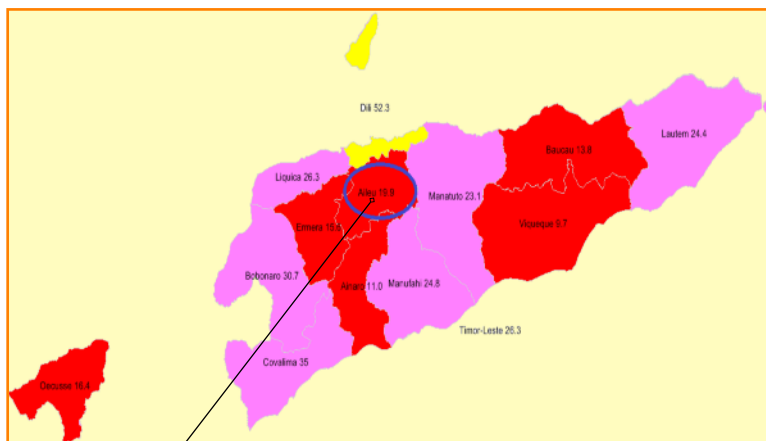 Dili 52.3
Lautem 24.4
Baucau 13.8
Liquica 26.3
Aileu 19.9
Manatuto 23.1
Viqueque 9.7
Ermera 15.6
Bobonaro 30.7
Ainaro 11.0
Manufahi 24.8
Timor-Leste 26.3
Covalima 35
Oecusse 16.4